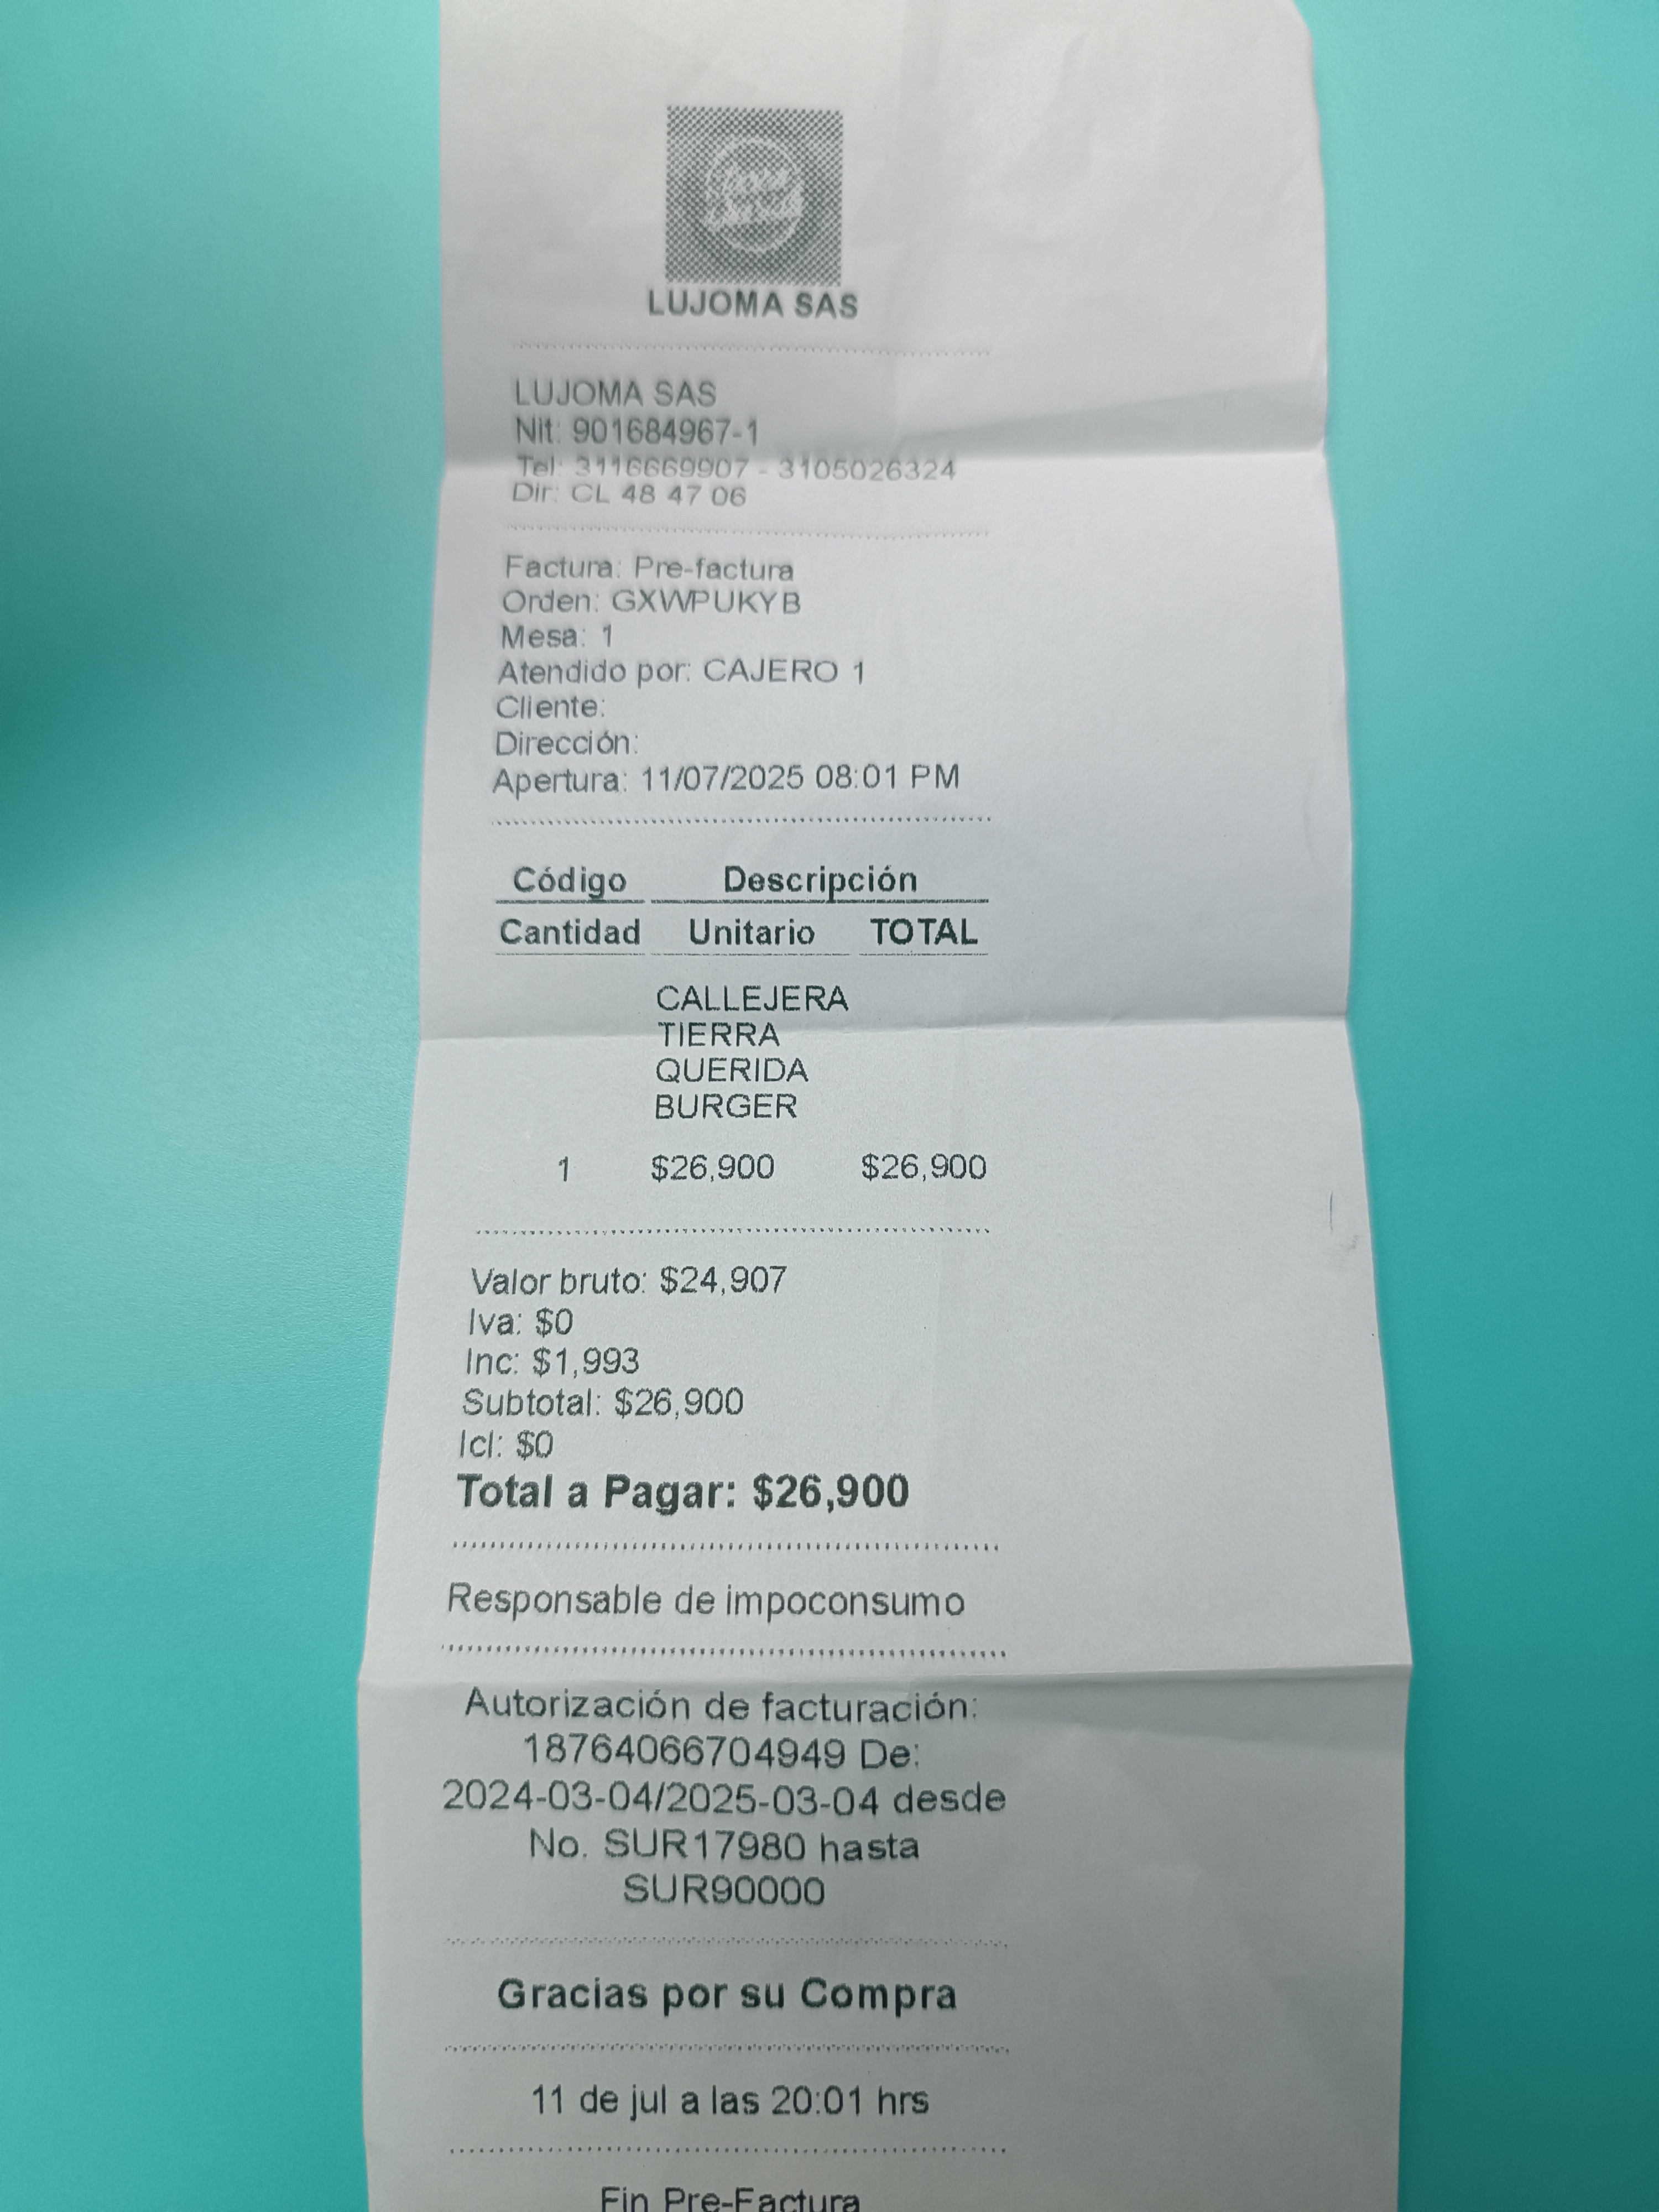 LUJOMA SAS
LUJOMA SAS
Nit: 901684967-1
Tel: 3116669907 - 3105026324
Dir: CL 48 47 06
Factura: Pre-factura
Orden: GXWPUKYB
Mesa: 1
Atendido por: CAJERO 1
Cliente:
Dirección:
Apertura: 11/07/2025 08:01 PM
Código Descripción
Cantidad Unitario TOTAL
CALLEJERA
TIERRA
QUERIDA
BURGER
1 $26,900 $26,900
Valor bruto: $24,907
Iva: $0
Inc: $1,993
Subtotal: $26,900
Icl: $0
Total a Pagar: $26,900
Responsable de impoconsumo
Autorización de facturación:
18764066704949 De:
2024-03-04/2025-03-04 desde
No. SUR17980 hasta
SUR90000
Gracias por su Compra
11 de jul a las 20:01 hrs
Fin Pre-Factura